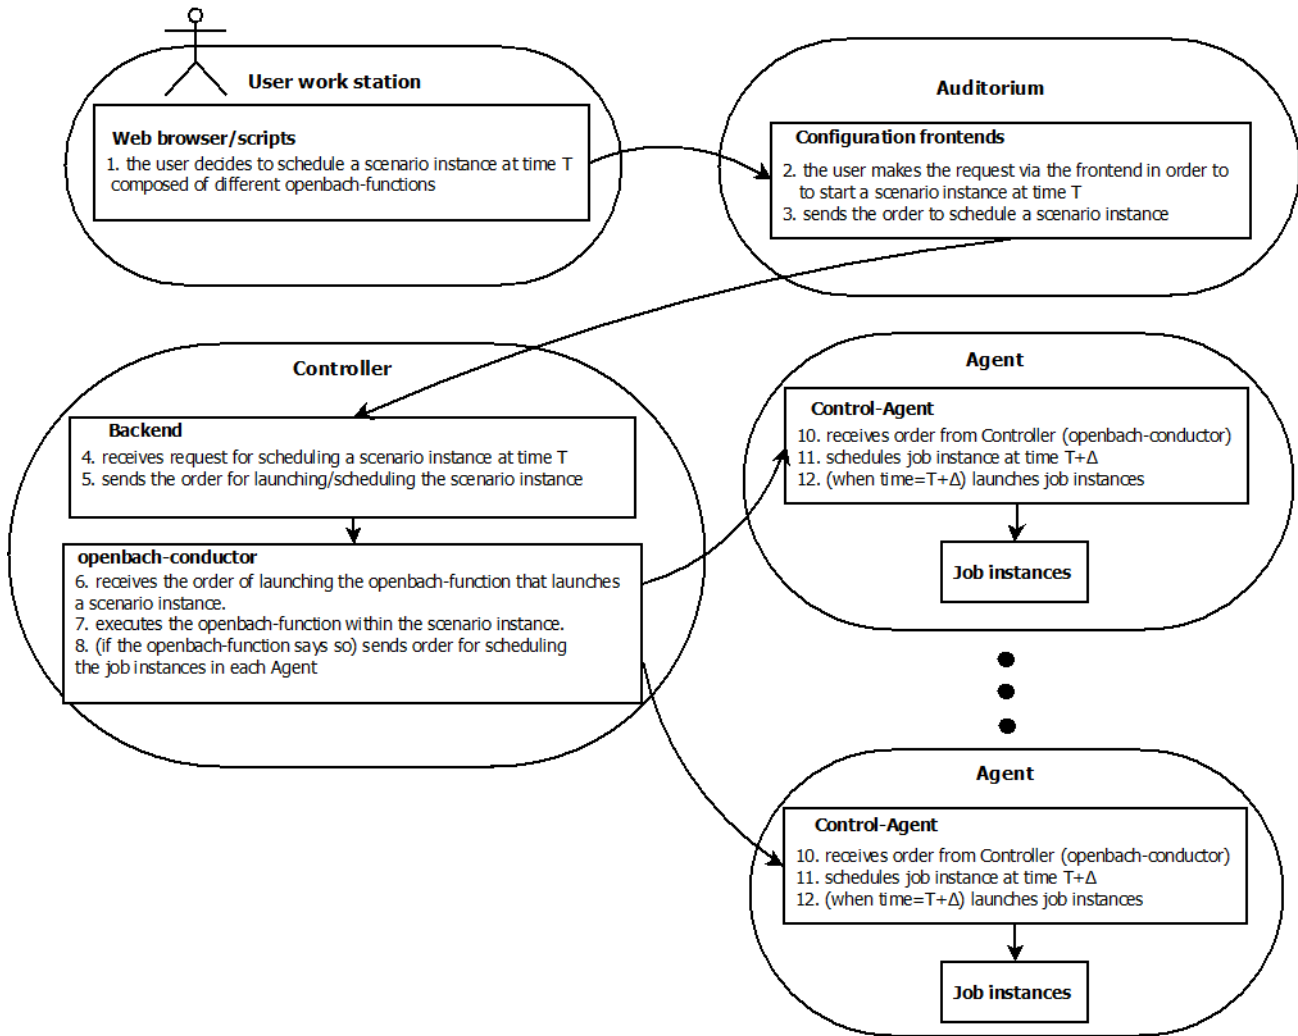 User work station
Web browser/scripts
1. the user decides to schedule a scenario instance at time T
composed of different openbach-functions
Auditorium
Configuration frontends
2. the user makes the request via the frontend in order to
to start a scenario instance at time T
3. sends the order to schedule a scenario instance
Controller
Backend
4. receives request for scheduling a scenario instance at time T
5. sends the order for launching/scheduling the scenario instance
openbach-conductor
6. receives the order of launching the openbach-function that launches
a scenario instance.
7. executes the openbach-function within the scenario instance.
8. (if the openbach-function says so) sends order for scheduling
the job instances in each Agent
Agent
Control-Agent
10. receives order from Controller (openbach-conductor)
11. schedules job instance at time T+Δ
12. (when time=T+Δ) launches job instances
Job instances
Agent
Control-Agent
10. receives order from Controller (openbach-conductor)
11. schedules job instance at time T+Δ
12. (when time=T+Δ) launches job instances
Job instances